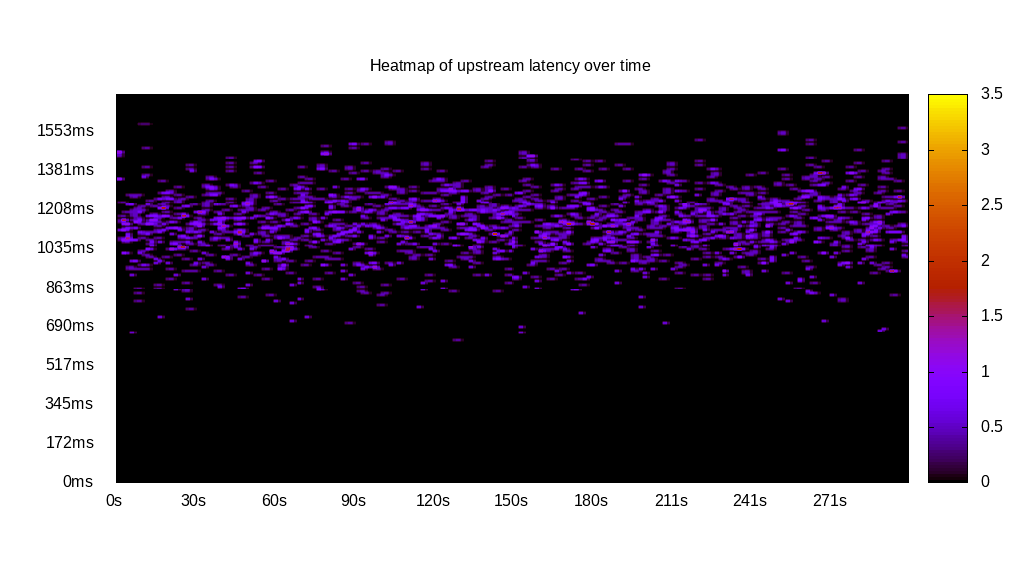 Heatmap of upstream latency over time
1553ms
1381ms
1208ms
1035ms
863ms
690ms
517ms
345ms
172ms
0ms
0s 30s 60s 90s 120s 150s 180s 211s 241s 271s
3.5
3
2.5
2
1.5
1
0.5
0